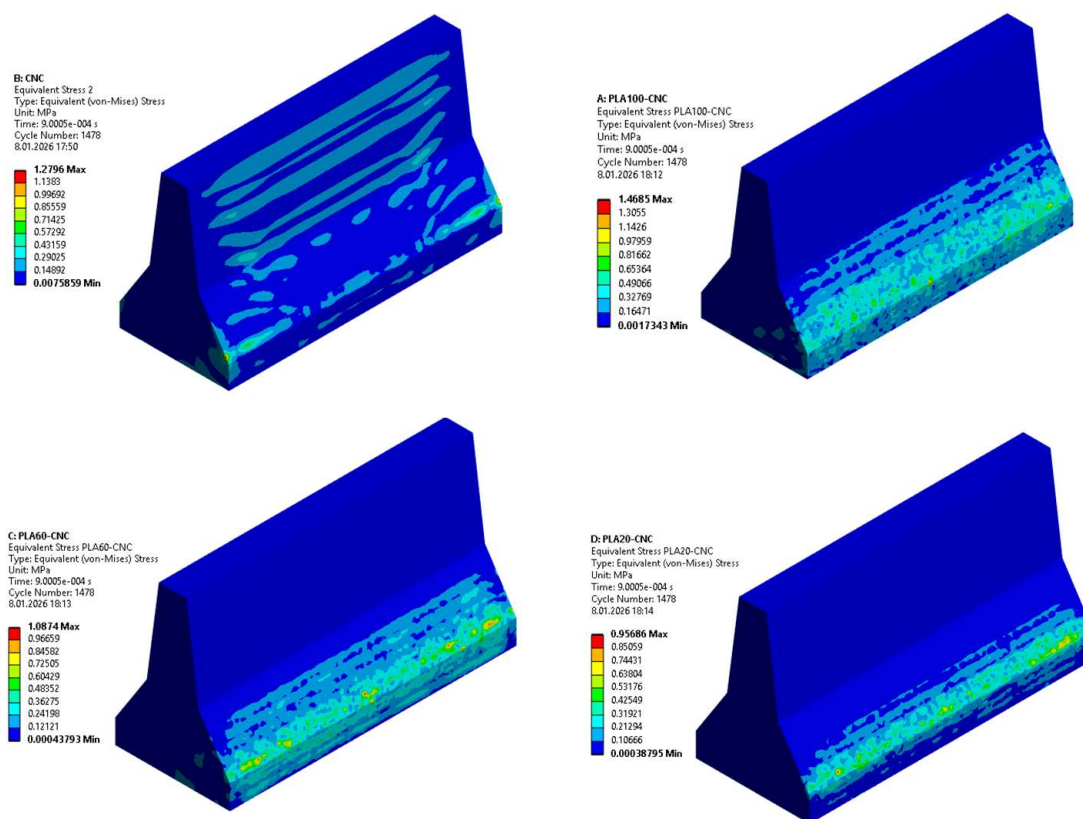 B: CNC
Equivalent Stress 2
Type: Equivalent (von-Mises) Stress
Unit: MPa
Time: 9.0005e-004 s
Cycle Number: 1478
8.01.2026 17:50
1.2796 Max
1.1383
0.99692
0.85559
0.71425
0.57292
0.43159
0.29025
0.14892
0.0075859 Min
A: PLA100-CNC
Equivalent Stress PLA100-CNC
Type: Equivalent (von-Mises) Stress
Unit: MPa
Time: 9.0005e-004 s
Cycle Number: 1478
8.01.2026 18:12
1.4685 Max
1.3055
1.1426
0.97959
0.81662
0.65364
0.49066
0.32769
0.16471
0.0017343 Min
C: PLA60-CNC
Equivalent Stress PLA60-CNC
Type: Equivalent (von-Mises) Stress
Unit: MPa
Time: 9.0005e-004 s
Cycle Number: 1478
8.01.2026 18:13
1.0874 Max
0.96659
0.84582
0.72505
0.60429
0.48352
0.36275
0.24198
0.12121
0.00043793 Min
D: PLA20-CNC
Equivalent Stress PLA20-CNC
Type: Equivalent (von-Mises) Stress
Unit: MPa
Time: 9.0005e-004 s
Cycle Number: 1478
8.01.2026 18:14
0.95686 Max
0.85059
0.74431
0.63804
0.53176
0.42549
0.31921
0.21294
0.10666
0.00038795 Min